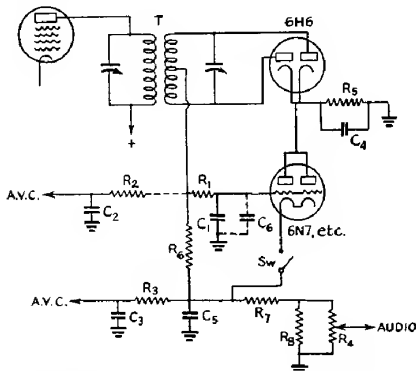 T
6H6
R5
C4
+
A.V.C.
R2
R1
C2
C1
C6
6N7, etc.
R6
Sw
A.V.C.
R3
R7
C3
C5
R8
R4
AUDIO